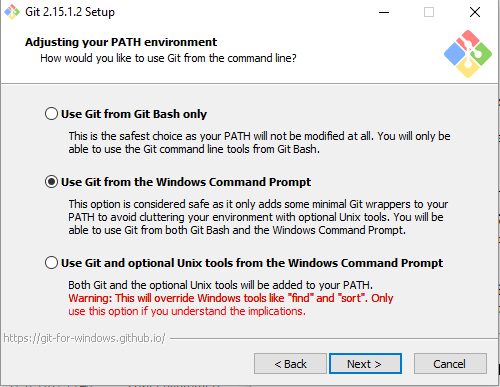 Git 2.15.1.2 Setup
Adjusting your PATH environment
How would you like to use Git from the command line?
Use Git from Git Bash only
This is the safest choice as your PATH will not be modified at all. You will only be
able to use the Git command line tools from Git Bash.
Use Git from the Windows Command Prompt
This option is considered safe as it only adds some minimal Git wrappers to your
PATH to avoid cluttering your environment with optional Unix tools. You will be
able to use Git from both Git Bash and the Windows Command Prompt.
Use Git and optional Unix tools from the Windows Command Prompt
Both Git and the optional Unix tools will be added to your PATH.
Warning: This will override Windows tools like "find" and "sort". Only
use this option if you understand the implications.
https://git-for-windows.github.io/
< Back Next > Cancel